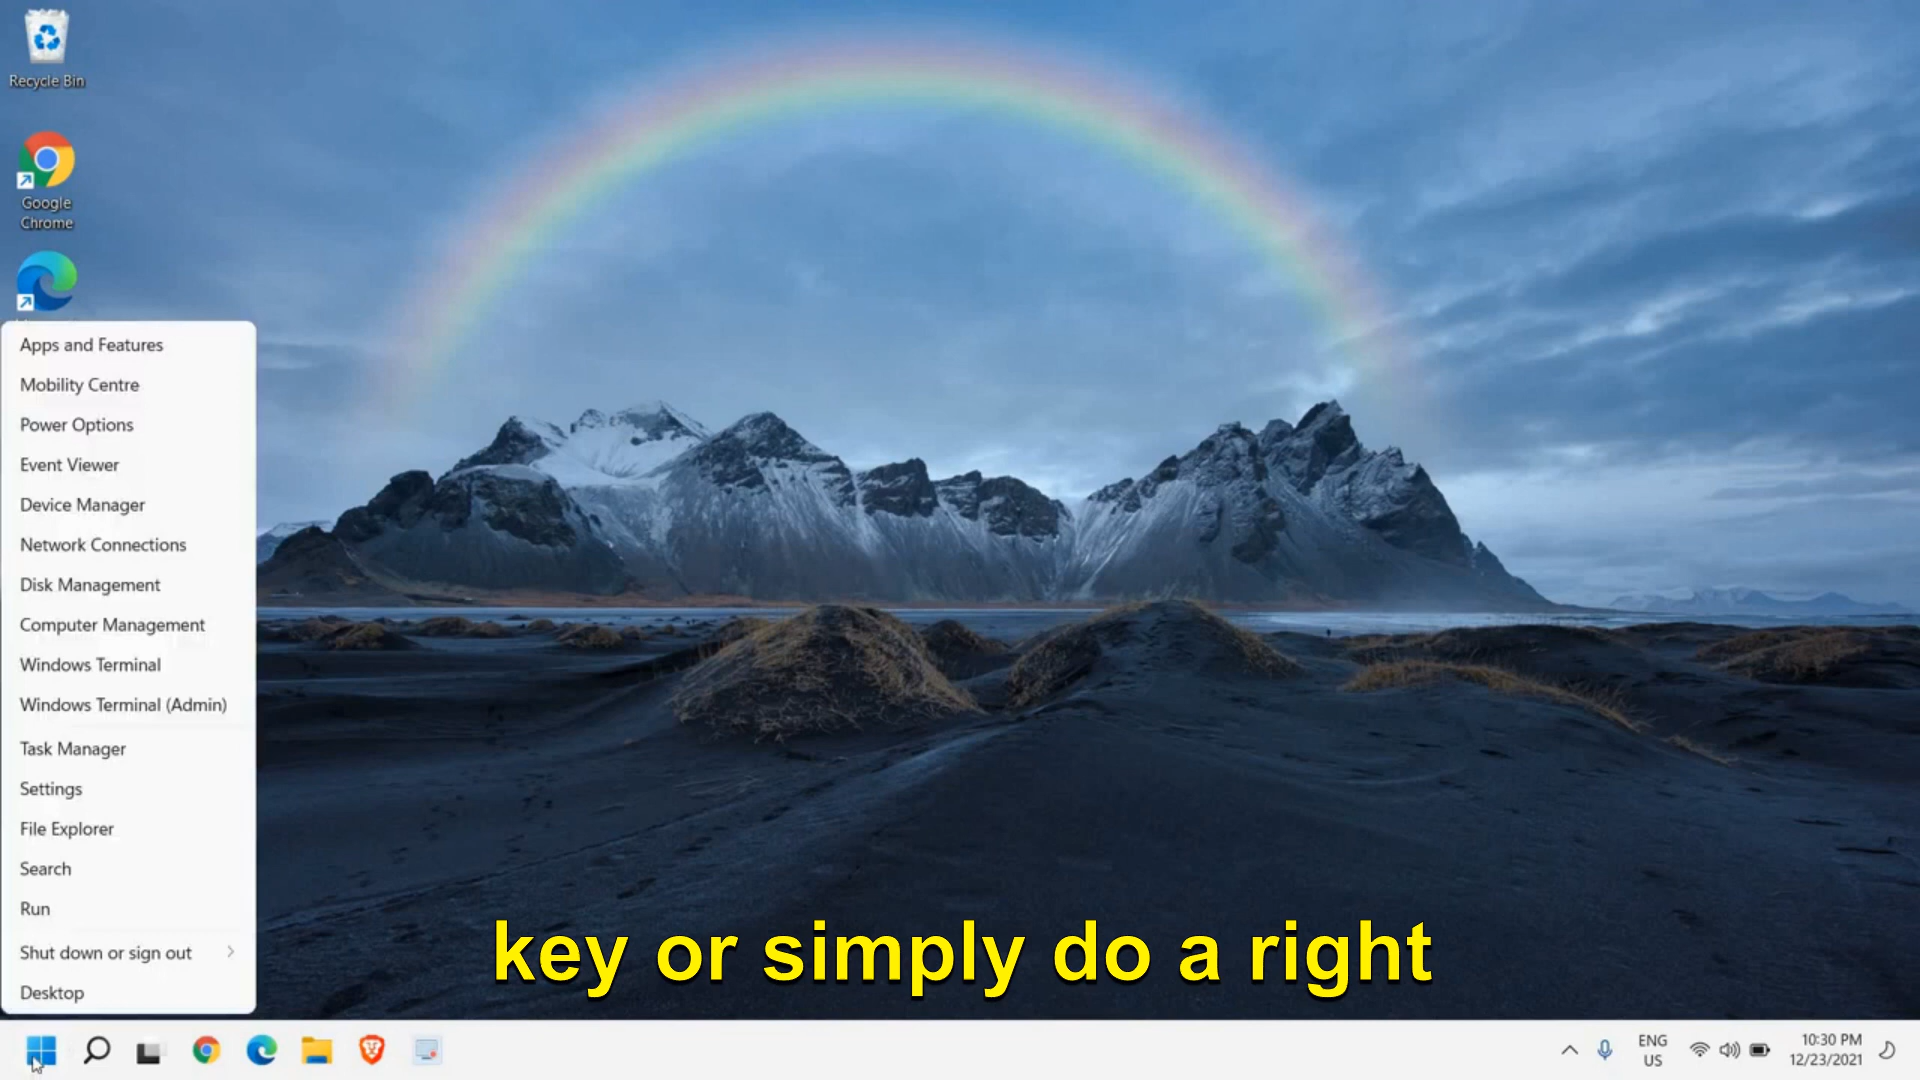 Recycle Bin
Google
Chrome
Apps and Features
Mobility Centre
Power Options
Event Viewer
Device Manager
Network Connections
Disk Management
Computer Management
Windows Terminal
Windows Terminal (Admin)
Task Manager
Settings
File Explorer
Search
Run
Shut down or sign out
Desktop
key or simply do a right
ENG
US
10:30 PM
12/23/2021